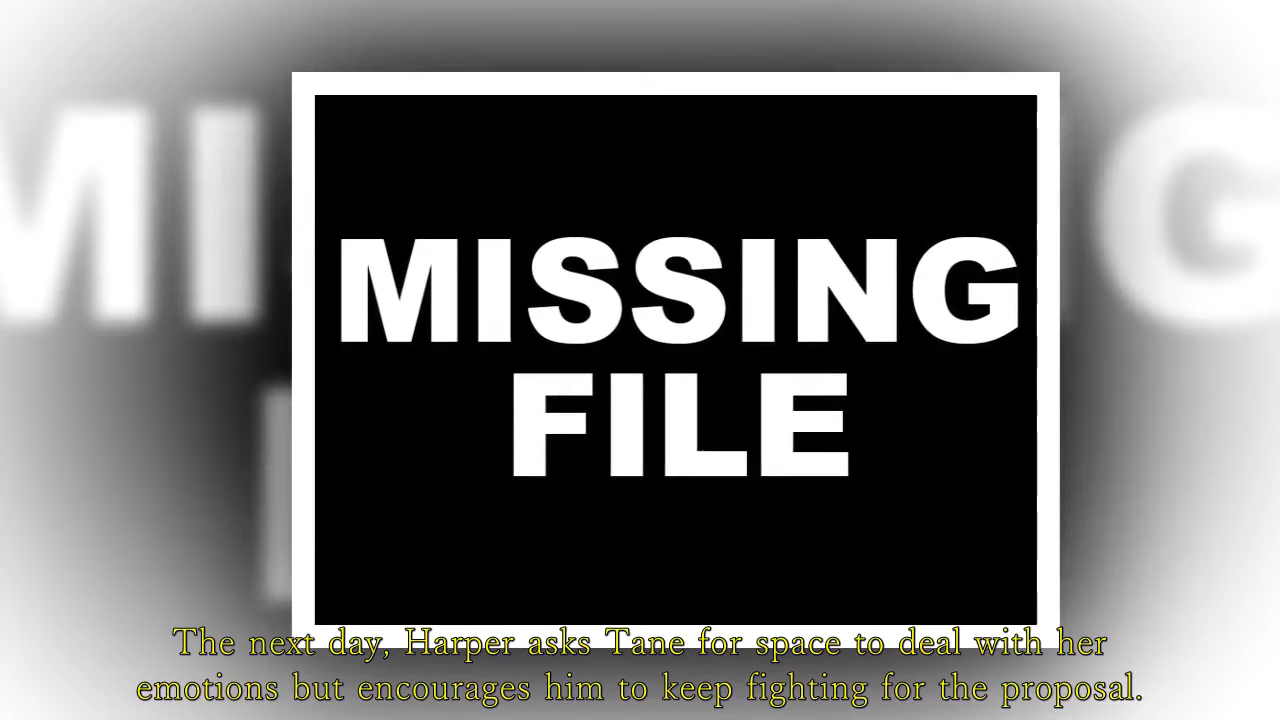 MISSING
FILE
The next day, Harper asks Tane for space to deal with her
emotions but encourages him to keep fighting for the proposal.